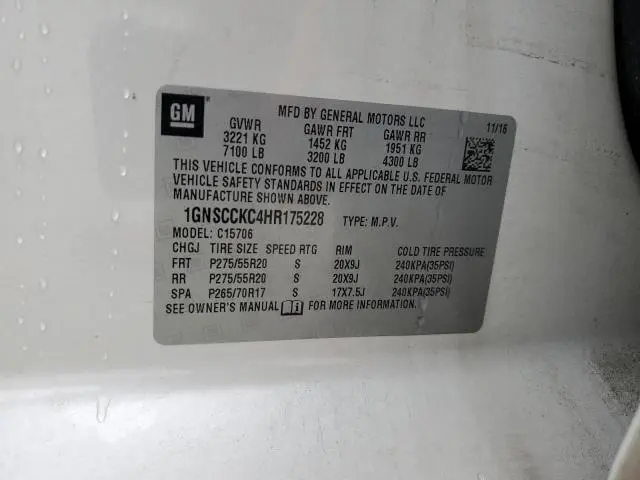 GM
MFD BY GENERAL MOTORS LLC 11/16
GVWR GAWR FRT GAWR RR
3221 KG 1452 KG 1951 KG
7100 LB 3200 LB 4300 LB
THIS VEHICLE CONFORMS TO ALL APPLICABLE U.S. FEDERAL MOTOR
VEHICLE SAFETY STANDARDS IN EFFECT ON THE DATE OF
MANUFACTURE SHOWN ABOVE.
1GNSCCKC4HR175228 TYPE: M.P.V.
MODEL: C15706
CHGJ TIRE SIZE SPEED RTG RIM COLD TIRE PRESSURE
FRT P275/55R20 S 20X9J 240KPA(35PSI)
RR P275/55R20 S 20X9J 240KPA(35PSI)
SPA P265/70R17 S 17X7.5J 240KPA(35PSI)
SEE OWNER'S MANUAL i FOR MORE INFORMATION.